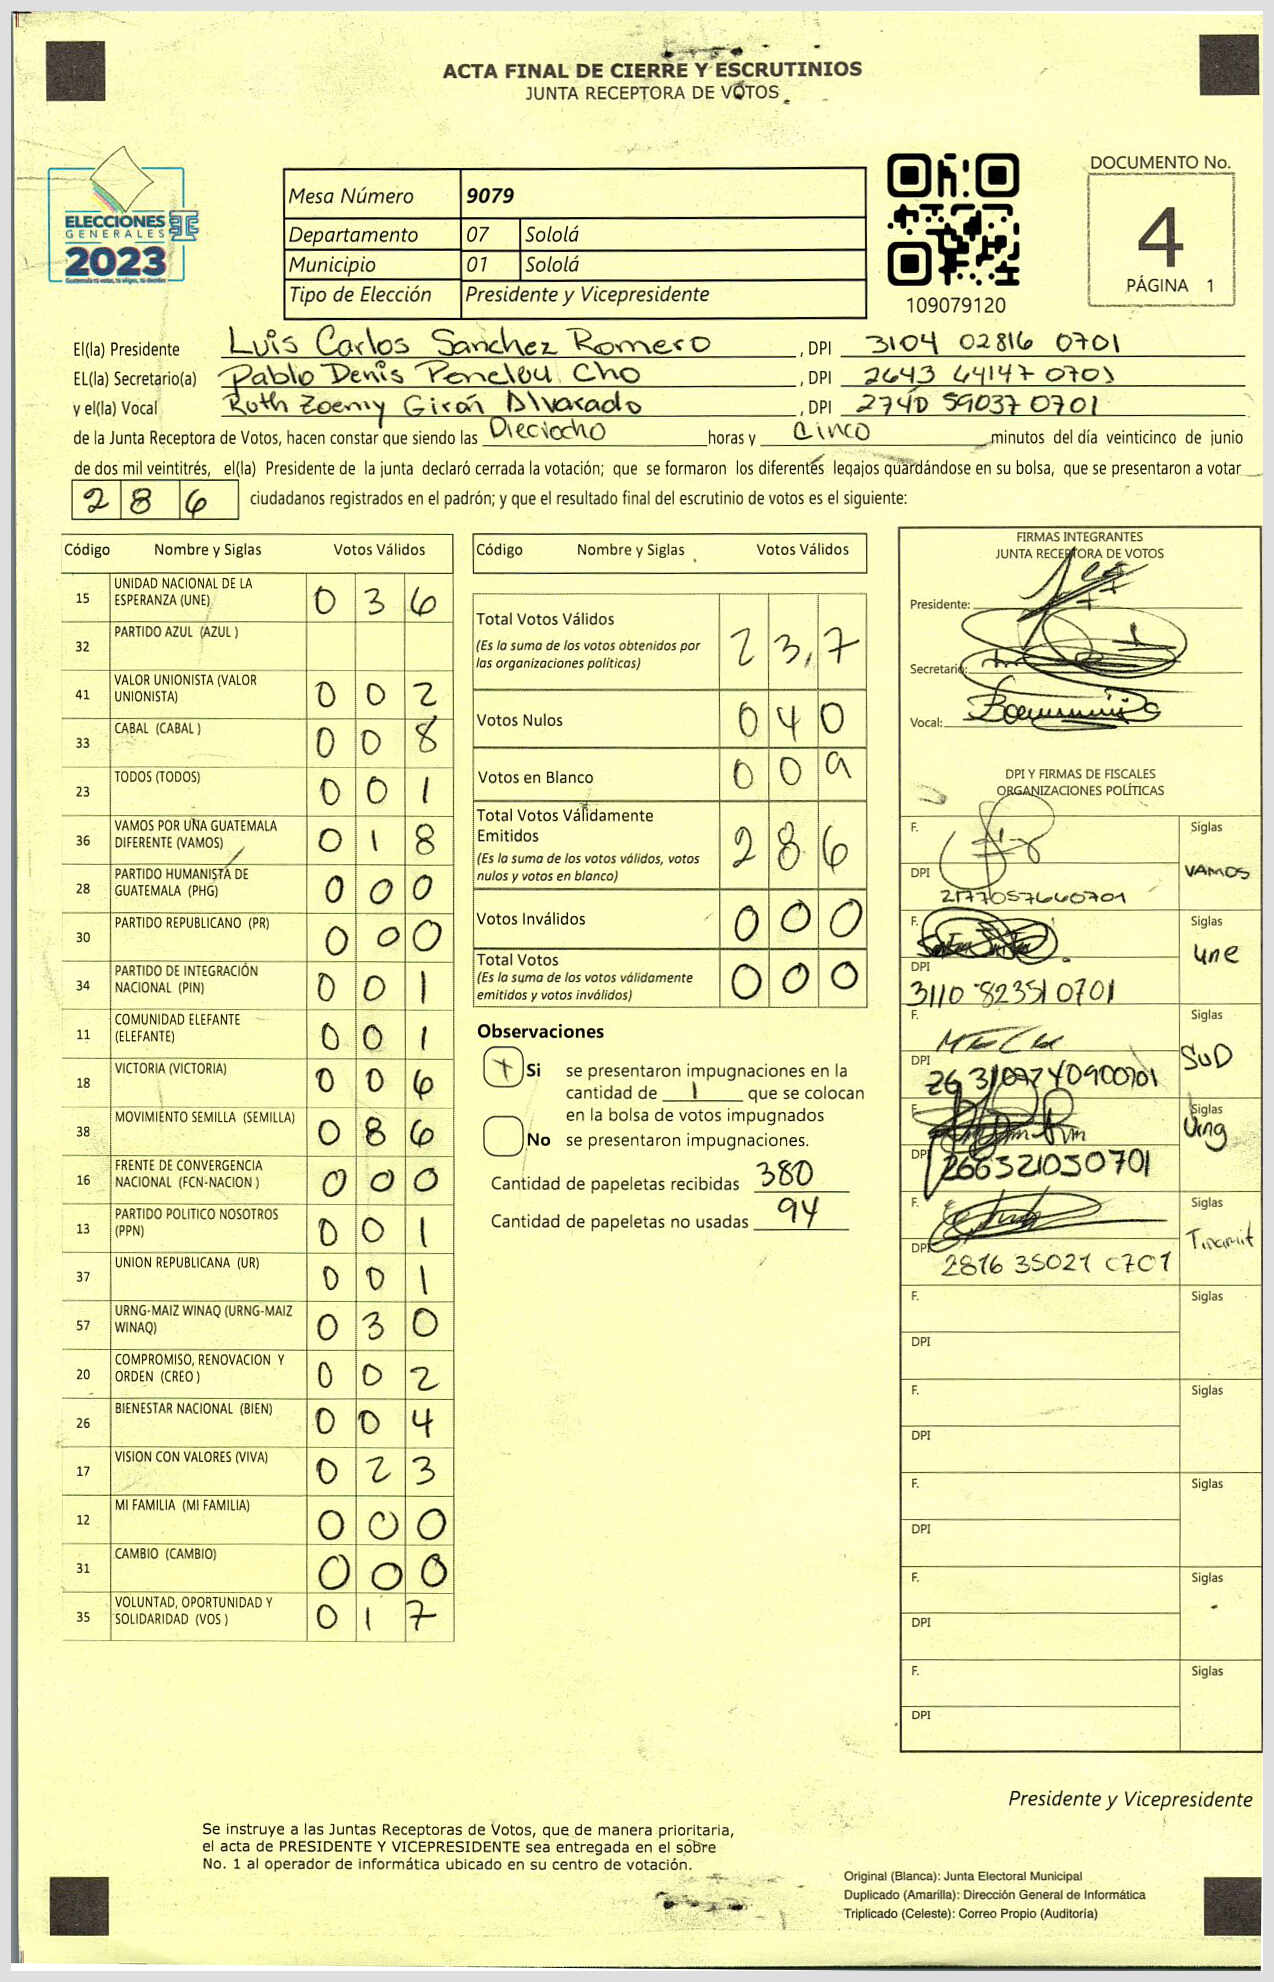 ACTA FINAL DE CIERRE Y ESCRUTINIOS
JUNTA RECEPTORA DE VOTOS
ELECCIONES
GENERALES
2023
Mesa Número 9079
Departamento 07 Sololá
Municipio 01 Sololá
Tipo de Elección Presidente y Vicepresidente
109079120
DOCUMENTO No.
4
PÁGINA 1
El(la) Presidente Luis Carlos Sanchez Romero , DPI 3104 02816 0701
EL(la) Secretario(a) Pablo Denis Cho , DPI 2643 64147 0701
y el(la) Vocal Ruth Zoemy Girón Alvarado , DPI 2740 59037 0701
de la Junta Receptora de Votos, hacen constar que siendo las Dieciocho horas y Cinco minutos del día veinticinco de junio
de dos mil veintitrés, el(la) Presidente de la junta declaró cerrada la votación; que se formaron los diferentes legajos guardándose en su bolsa, que se presentaron a votar
286 ciudadanos registrados en el padrón; y que el resultado final del escrutinio de votos es el siguiente:
Código Nombre y Siglas Votos Válidos
15 UNIDAD NACIONAL DE LA ESPERANZA (UNE) 0 3 6
32 PARTIDO AZUL (AZUL )
41 VALOR UNIONISTA (VALOR UNIONISTA) 0 0 2
33 CABAL (CABAL ) 0 0 8
23 TODOS (TODOS) 0 0 1
36 VAMOS POR UNA GUATEMALA DIFERENTE (VAMOS) 0 1 8
28 PARTIDO HUMANISTA DE GUATEMALA (PHG) 0 0 0
30 PARTIDO REPUBLICANO (PR) 0 0 0
34 PARTIDO DE INTEGRACIÓN NACIONAL (PIN) 0 0 1
11 COMUNIDAD ELEFANTE (ELEFANTE) 0 0 1
18 VICTORIA (VICTORIA) 0 0 6
38 MOVIMIENTO SEMILLA (SEMILLA) 0 8 6
16 FRENTE DE CONVERGENCIA NACIONAL (FCN-NACION ) 0 0 0
13 PARTIDO POLITICO NOSOTROS (PPN) 0 0 1
37 UNION REPUBLICANA (UR) 0 0 1
57 URNG-MAIZ WINAQ (URNG-MAIZ WINAQ) 0 3 0
20 COMPROMISO, RENOVACION Y ORDEN (CREO ) 0 0 2
26 BIENESTAR NACIONAL (BIEN) 0 0 4
17 VISION CON VALORES (VIVA) 0 2 3
12 MI FAMILIA (MI FAMILIA) 0 0 0
31 CAMBIO (CAMBIO) 0 0 0
35 VOLUNTAD, OPORTUNIDAD Y SOLIDARIDAD (VOS ) 0 1 7
Código Nombre y Siglas Votos Válidos
Total Votos Válidos 2 3,7
(Es la suma de los votos obtenidos por
las organizaciones políticas)
Votos Nulos 0 4 0
Votos en Blanco 0 0 9
Total Votos Válidamente
Emitidos 2 8 6
(Es la suma de los votos válidos, votos
nulos y votos en blanco)
Votos Inválidos 0 0 0
Total Votos 0 0 0
(Es la suma de los votos válidamente
emitidos y votos inválidos)
Observaciones
Si se presentaron impugnaciones en la
cantidad de 1 que se colocan
en la bolsa de votos impugnados
No se presentaron impugnaciones.
Cantidad de papeletas recibidas 380
Cantidad de papeletas no usadas 94
FIRMAS INTEGRANTES
JUNTA RECEPTORA DE VOTOS
Presidente:
Secretario:
Vocal:
DPI Y FIRMAS DE FISCALES
ORGANIZACIONES POLÍTICAS
F. Siglas
DPI VAMOS
2177057660701
F. Siglas
DPI Une
3110 82351 0701
F. Siglas
DPI SUD
F. Siglas
DPI Urng
266321030701
F. Siglas
DPI
2816 35021 0701
F. Siglas
DPI
F. Siglas
DPI
F. Siglas
DPI
F. Siglas
DPI
F. Siglas
DPI
Presidente y Vicepresidente
Se instruye a las Juntas Receptoras de Votos, que de manera prioritaria,
el acta de PRESIDENTE Y VICEPRESIDENTE sea entregada en el sobre
No. 1 al operador de informática ubicado en su centro de votación.
Original (Blanca): Junta Electoral Municipal
Duplicado (Amarilla): Dirección General de Informática
Triplicado (Celeste): Correo Propio (Auditoría)